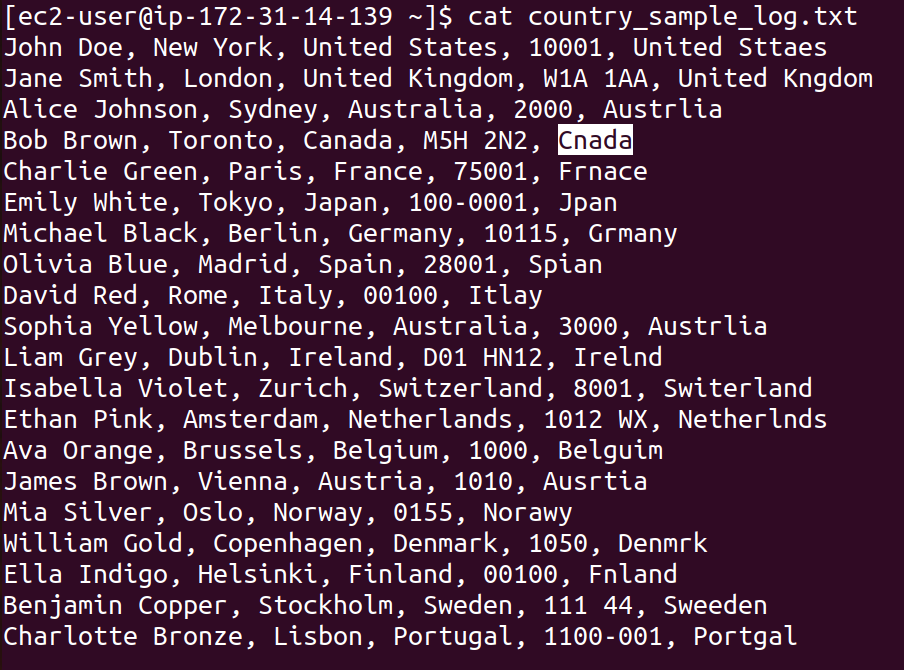 [ec2-user@ip-172-31-14-139 ~]$ cat country_sample_log.txt
John Doe, New York, United States, 10001, United Sttaes
Jane Smith, London, United Kingdom, W1A 1AA, United Kngdom
Alice Johnson, Sydney, Australia, 2000, Austrlia
Bob Brown, Toronto, Canada, M5H 2N2, Cnada
Charlie Green, Paris, France, 75001, Frnace
Emily White, Tokyo, Japan, 100-0001, Jpan
Michael Black, Berlin, Germany, 10115, Grmany
Olivia Blue, Madrid, Spain, 28001, Spian
David Red, Rome, Italy, 00100, Itlay
Sophia Yellow, Melbourne, Australia, 3000, Austrlia
Liam Grey, Dublin, Ireland, D01 HN12, Irelnd
Isabella Violet, Zurich, Switzerland, 8001, Switerland
Ethan Pink, Amsterdam, Netherlands, 1012 WX, Netherlnds
Ava Orange, Brussels, Belgium, 1000, Belguim
James Brown, Vienna, Austria, 1010, Ausrtia
Mia Silver, Oslo, Norway, 0155, Norawy
William Gold, Copenhagen, Denmark, 1050, Denmrk
Ella Indigo, Helsinki, Finland, 00100, Fnland
Benjamin Copper, Stockholm, Sweden, 111 44, Sweeden
Charlotte Bronze, Lisbon, Portugal, 1100-001, Portgal